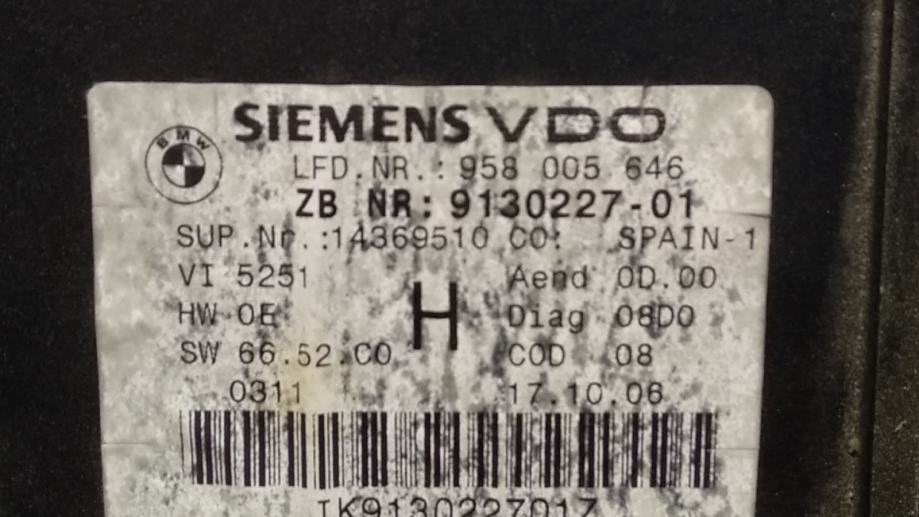 SIEMENS VDO
BMW
LFD.NR.: 958 005 646
ZB NR: 9130227-01
SUP.Nr.:14369510 CO: SPAIN-1
VI 5251 Aend 0D.00
HW 0E H Diag 08D0
SW 66.52.C0 COD 08
0311 17.10.06
IK9130227017